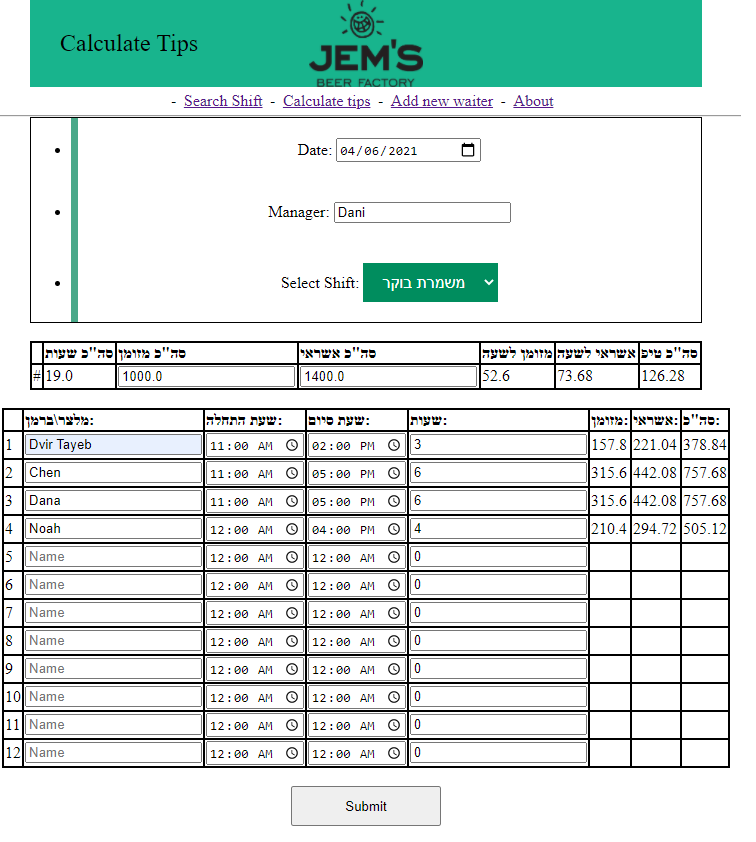 Calculate Tips
JEM'S
BEER FACTORY
- Search Shift - Calculate tips - Add new waiter - About
Date: 04/06/2021
Manager: Dani
Select Shift: משמרת בוקר
סה"כ שעות סה"כ מזומן סה"כ אשראי מזומן לשעה אשראי לשעה סה"כ טיפ
# 19.0 1000.0 1400.0 52.6 73.68 126.28
מלצר\ברמן: שעת התחלה: שעת סיום: שעות: מזומן: אשראי: סה"כ:
1 Dvir Tayeb 11:00 AM 02:00 PM 3 157.8 221.04 378.84
2 Chen 11:00 AM 05:00 PM 6 315.6 442.08 757.68
3 Dana 11:00 AM 05:00 PM 6 315.6 442.08 757.68
4 Noah 12:00 AM 04:00 PM 4 210.4 294.72 505.12
5 Name 12:00 AM 12:00 AM 0
6 Name 12:00 AM 12:00 AM 0
7 Name 12:00 AM 12:00 AM 0
8 Name 12:00 AM 12:00 AM 0
9 Name 12:00 AM 12:00 AM 0
10 Name 12:00 AM 12:00 AM 0
11 Name 12:00 AM 12:00 AM 0
12 Name 12:00 AM 12:00 AM 0
Submit